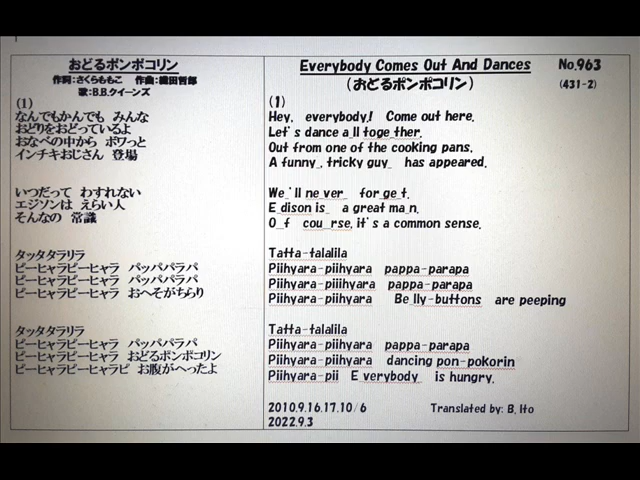 おどるポンポコリン
作詞:さくらももこ 作曲:織田哲郎
歌:B.B.クイーンズ
(1)
なんでもかんでも みんな
おどりをおどっているよ
おなべの中から ボワっと
インチキおじさん 登場
いつだって わすれない
エジソンは えらい人
そんなの 常識
タッタタラリラ
ピーヒャラピーヒャラ パッパパラパ
ピーヒャラピーヒャラ パッパパラパ
ピーヒャラピーヒャラ おへそがちらり
タッタタラリラ
ピーヒャラピーヒャラ パッパパラパ
ピーヒャラピーヒャラ おどるポンポコリン
ピーヒャラピーヒャラピ お腹がへったよ
Everybody Comes Out And Dances No.963
(おどるポンポコリン) (431-2)
(1)
Hey, everybody! Come out here.
Let's dance a ll toge ther.
Out from one of the cooking pans.
A funny , tricky guy has appeared.
We'll ne ver for ge t.
E dison is a great ma n.
O f cou rse, it's a common sense.
Tatta-talalila
Piihyara-piihyara pappa-parapa
Piihyara-piiihyara pappa-parapa
Piihyara-piihyara Be lly-buttons are peeping
Tatta-talalila
Piihyara-piihyara pappa-parapa
Piihyara-piihyara dancing pon-pokorin
Piihyara-pii E verybody is hungry.
2010.9.16.17.10/6 Translated by: B. Ito
2022.9.3